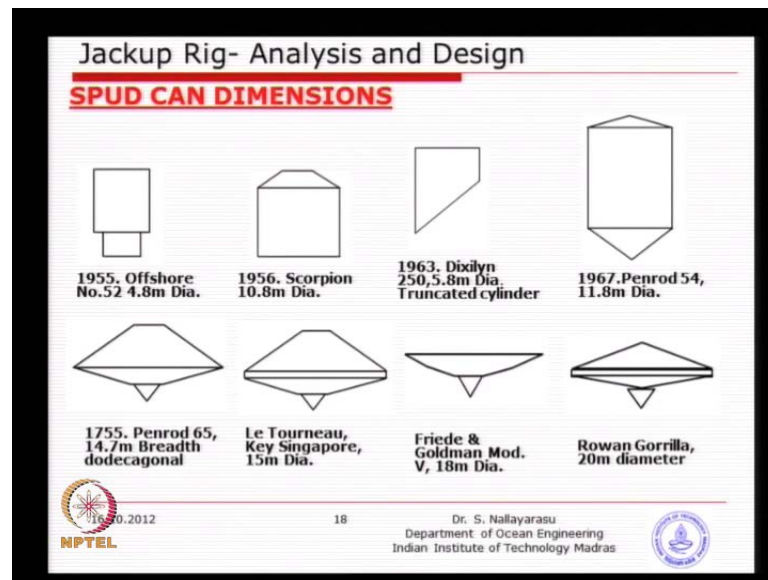 Jackup Rig- Analysis and Design
SPUD CAN DIMENSIONS
1955. Offshore
No.52 4.8m Dia.
1956. Scorpion
10.8m Dia.
1963. Dixilyn
250,5.8m Dia.
Truncated cylinder
1967.Penrod 54,
11.8m Dia.
1755. Penrod 65,
14.7m Breadth
dodecagonal
Le Tourneau,
Key Singapore,
15m Dia.
Friede &
Goldman Mod.
V, 18m Dia.
Rowan Gorrilla,
20m diameter
18
Dr. S. Nallayarasu
Department of Ocean Engineering
Indian Institute of Technology Madras
NPTEL